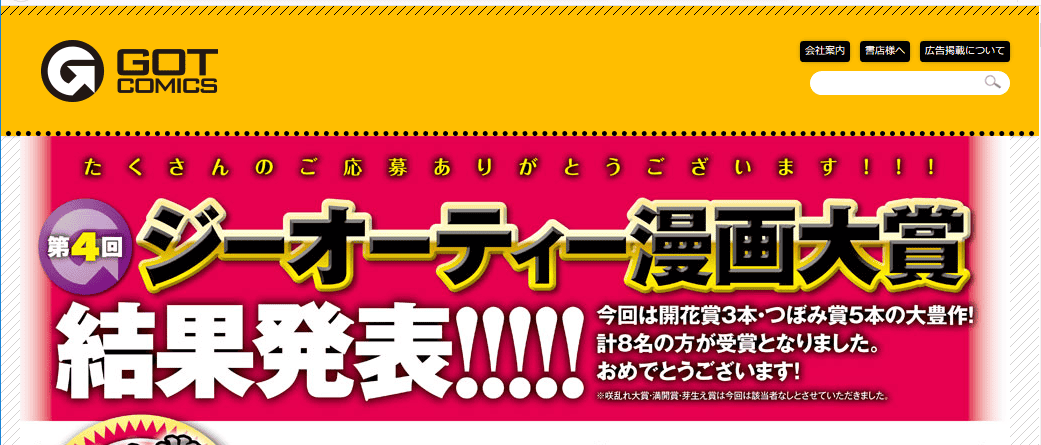 GOT
COMICS
会社案内 書店様へ 広告掲載について
たくさんのご応募ありがとうございます!!!
第4回
ジーオーティー漫画大賞
結果発表!!!!!
今回は開花賞3本・つぼみ賞5本の大豊作!
計8名の方が受賞となりました。
おめでとうございます!
※咲乱れ大賞・満開賞・芽生え賞は今回は該当者なしとさせていただきました。